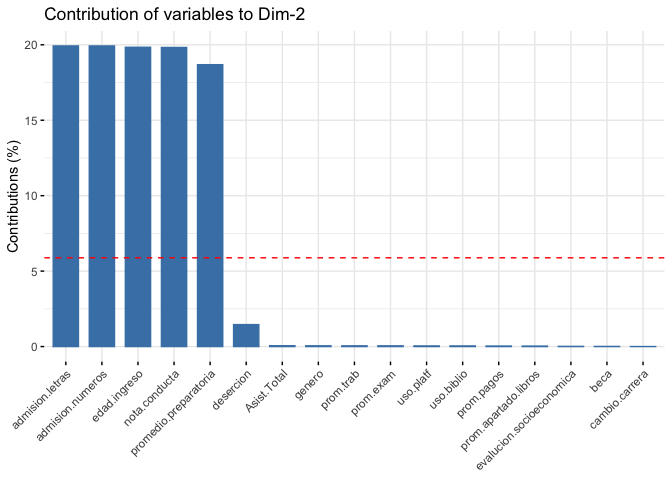 Contribution of variables to Dim-2
Contributions (%)
20
15
10
5
0
admision.letras
admision.numeros
edad.ingreso
nota.conducta
promedio.preparatoria
desercion
Asist.Total
genero
prom.trab
prom.exam
uso.platf
uso.biblio
prom.pagos
prom.apartado.libros
evalucion.socioeconomica
beca
cambio.carrera